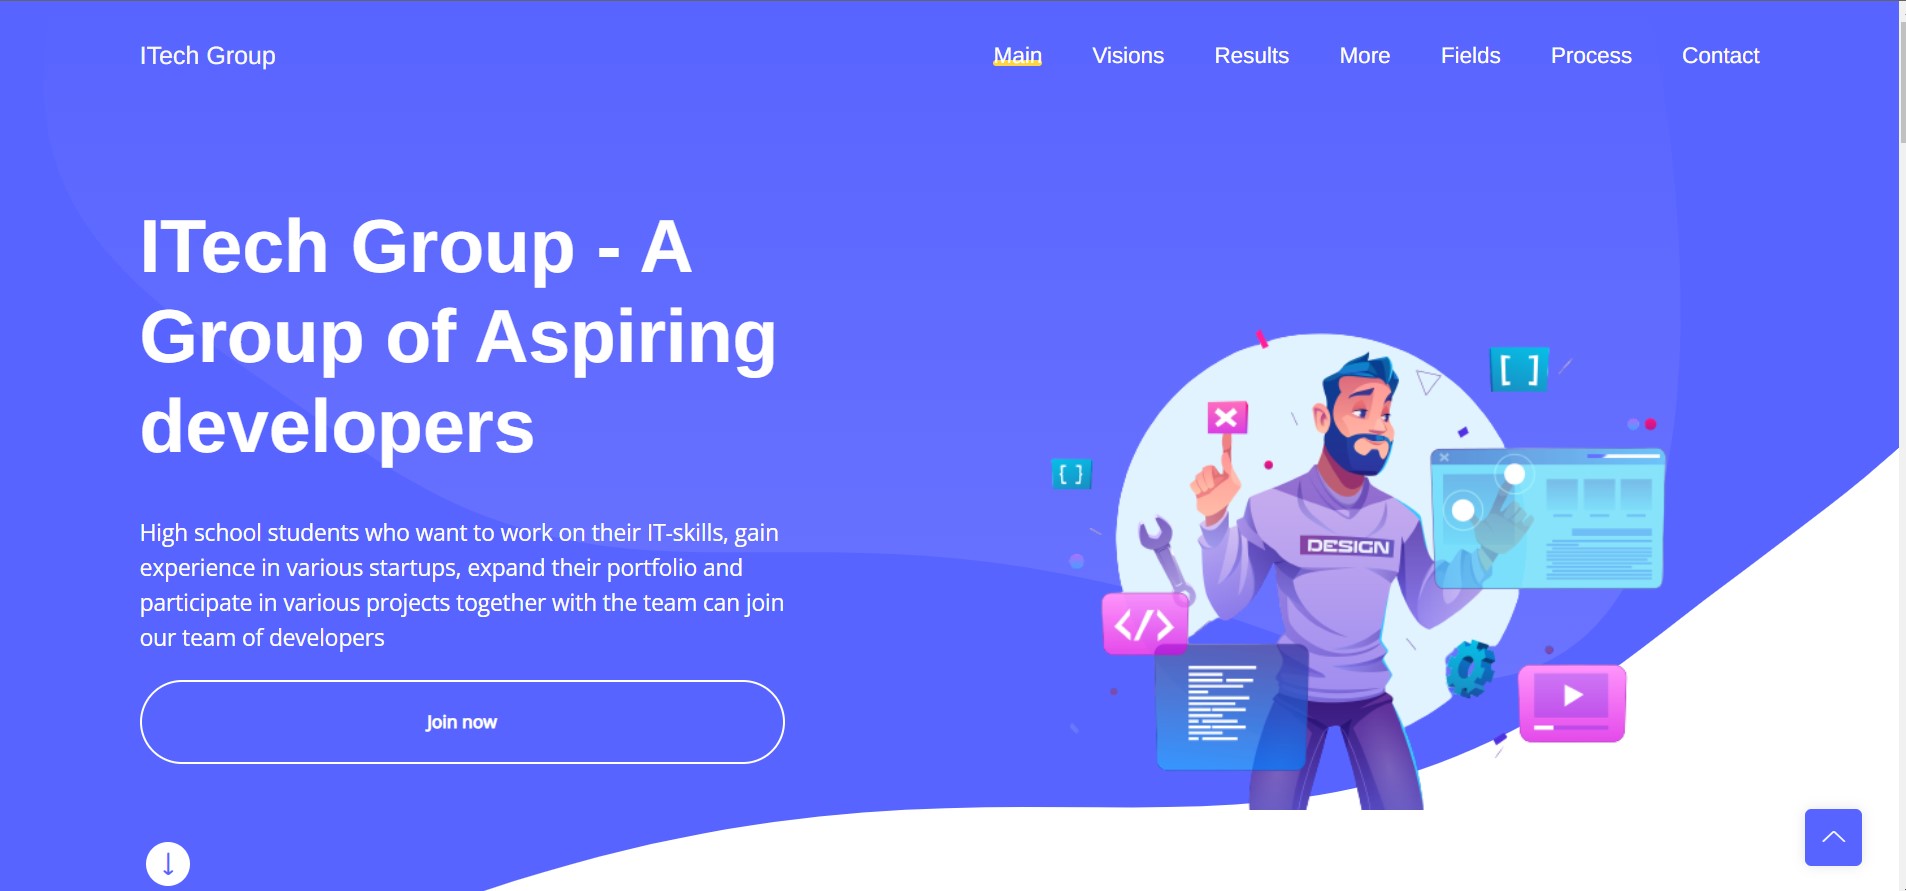 ITech Group
Main Visions Results More Fields Process Contact
ITech Group - A
Group of Aspiring
developers
High school students who want to work on their IT-skills, gain
experience in various startups, expand their portfolio and
participate in various projects together with the team can join
our team of developers
Join now
[ ]
{ }
DESIGN
</>